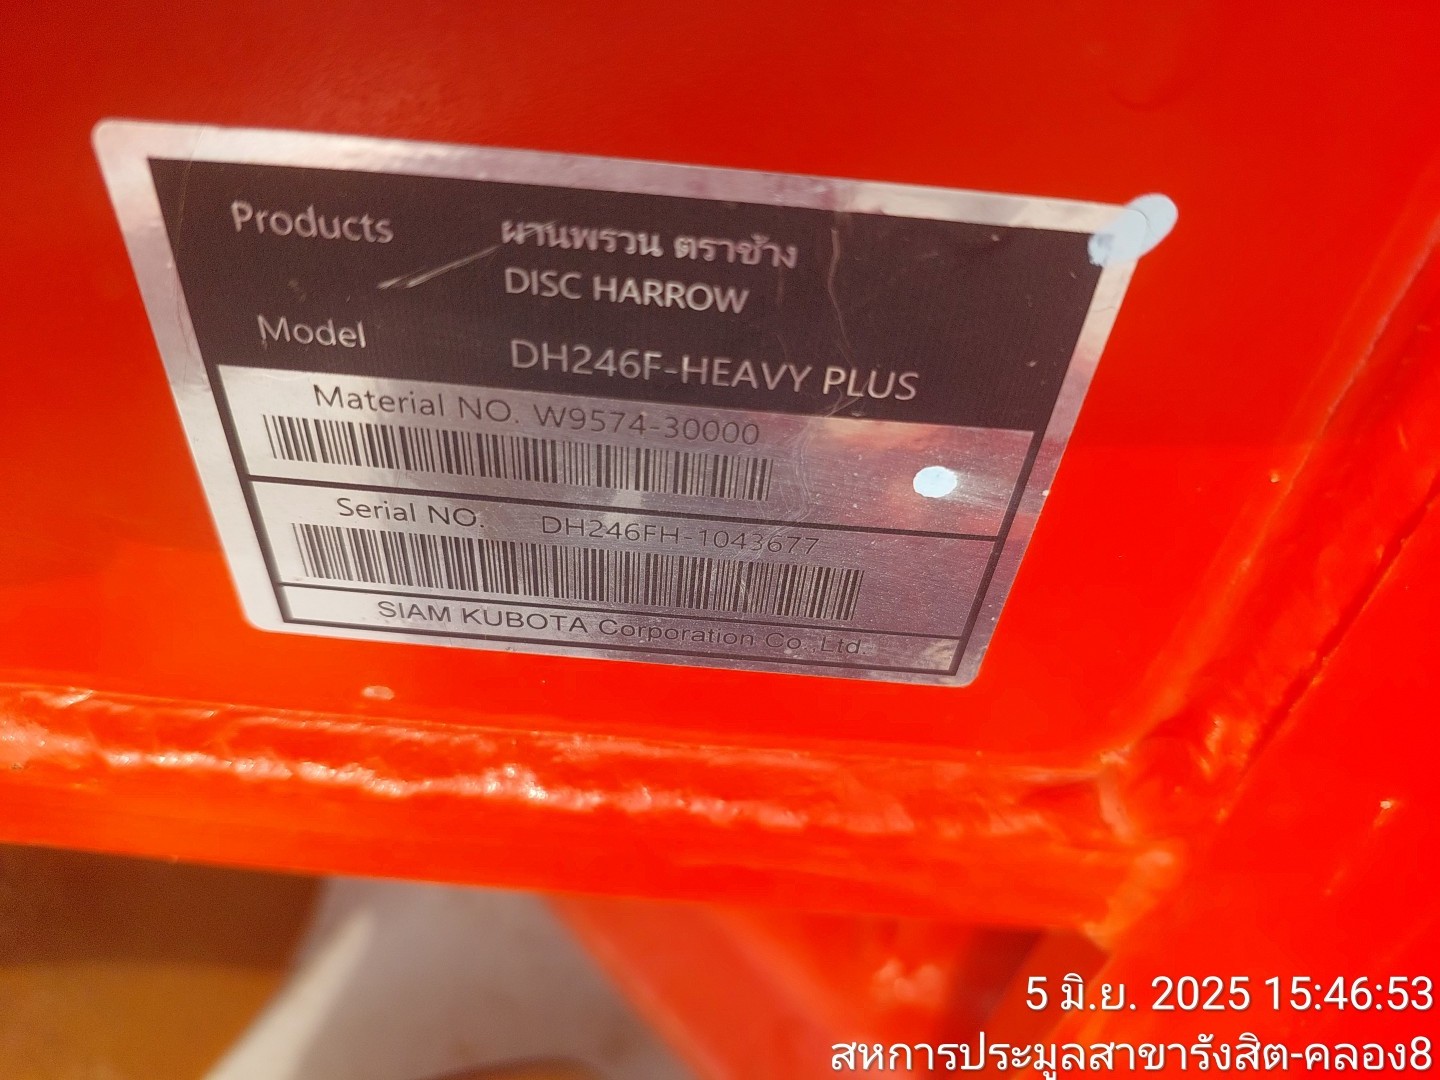 Products ผานพรวน ตราช้าง
DISC HARROW
Model DH246F-HEAVY PLUS
Material NO. W9574-30000
Serial NO. DH246FH-1043677
SIAM KUBOTA Corporation Co.,Ltd.
5 มิ.ย. 2025 15:46:53
สหการประมูลสาขารังสิต-คลอง8